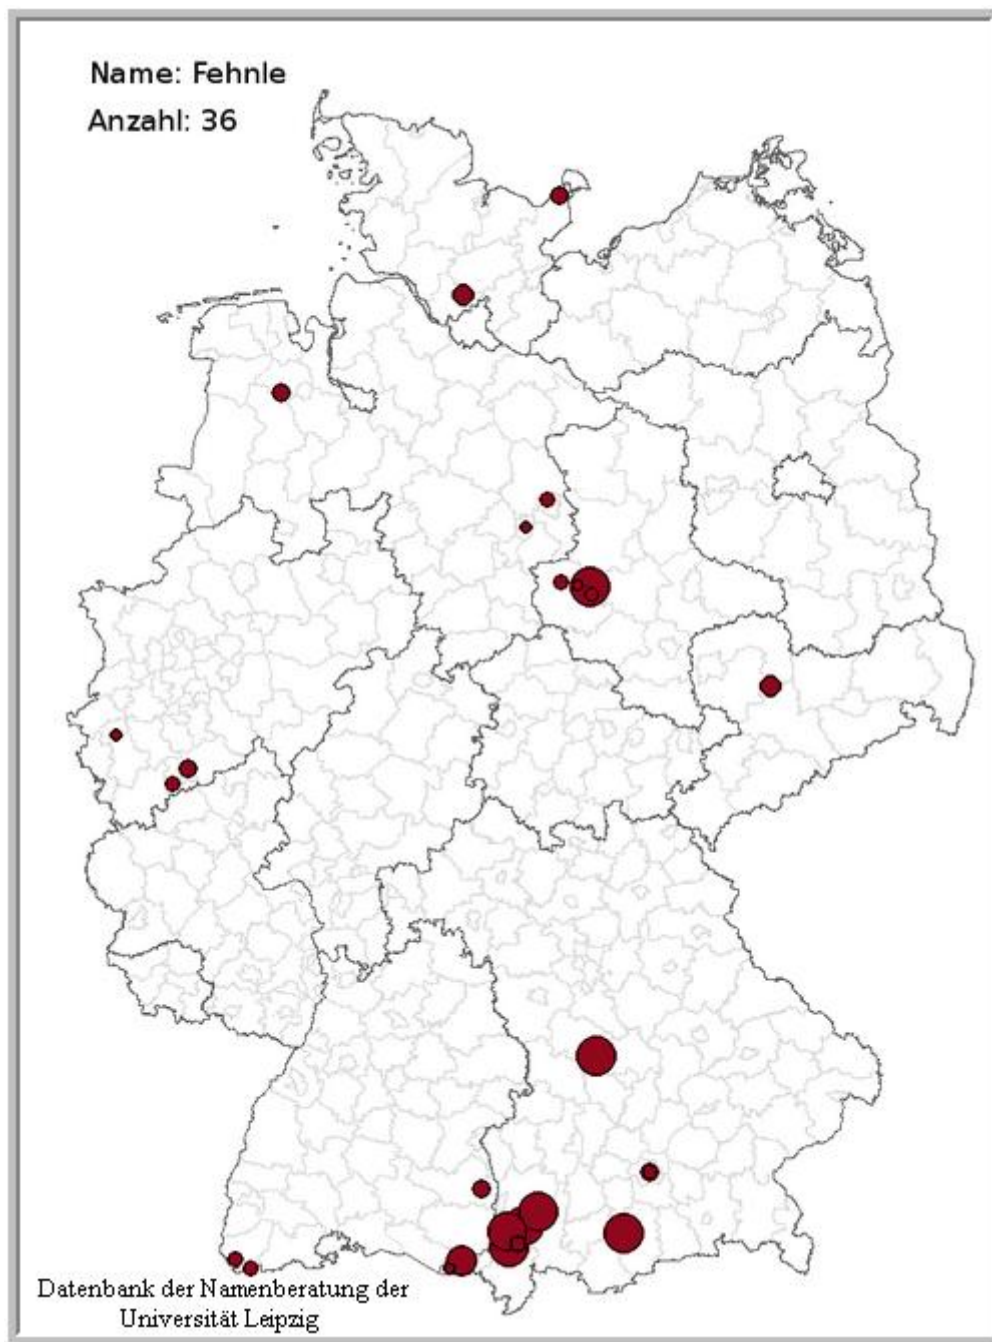 Name: Fehnle
Anzahl: 36
Datenbank der Namenberatung der
Universität Leipzig